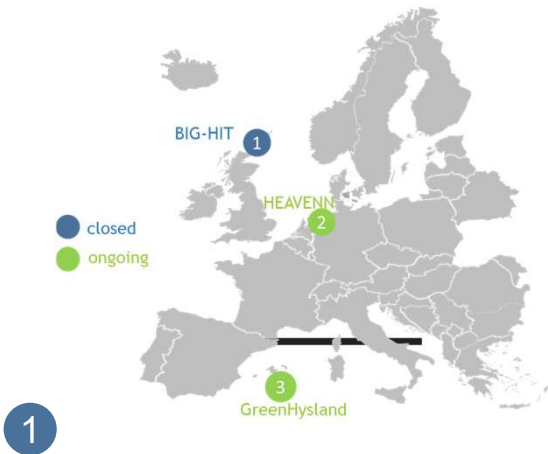 BIG-HIT 1
HEAVENN
2
closed
ongoing
3
GreenHysland
1